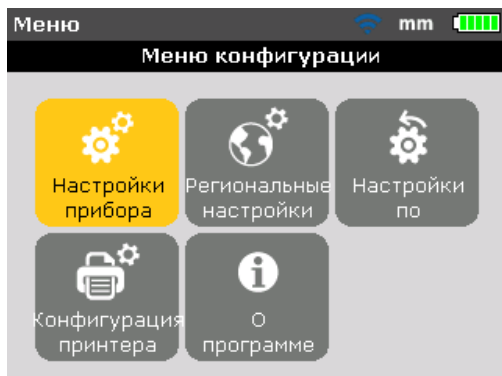 Меню mm
Меню конфигурации
Настройки
прибора
Региональные
настройки
Настройки
по
Конфигурация
принтера
О
программе